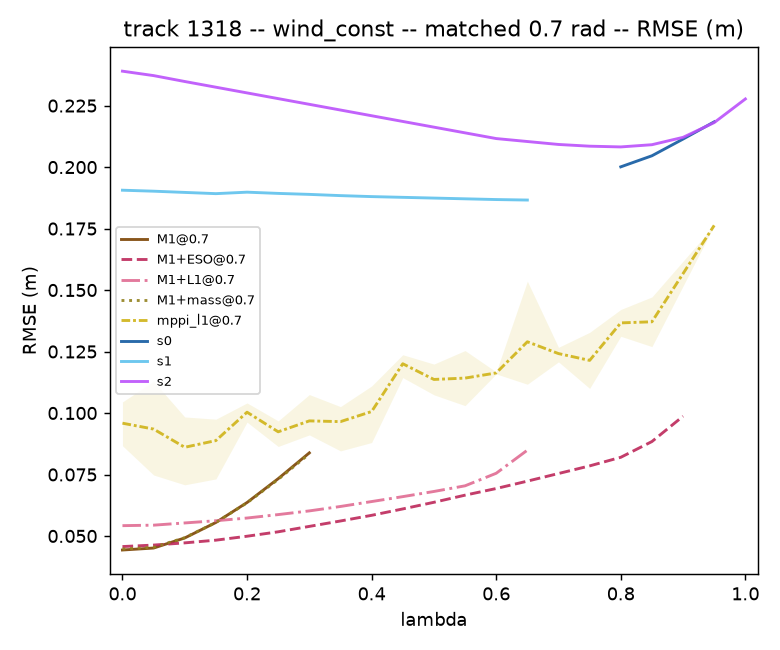 track 1318 -- wind_const -- matched 0.7 rad -- RMSE (m)
RMSE (m)
0.225
0.200
0.175
0.150
0.125
0.100
0.075
0.050
M1@0.7
M1+ESO@0.7
M1+L1@0.7
M1+mass@0.7
mppi_l1@0.7
s0
s1
s2
0.0 0.2 0.4 0.6 0.8 1.0
lambda